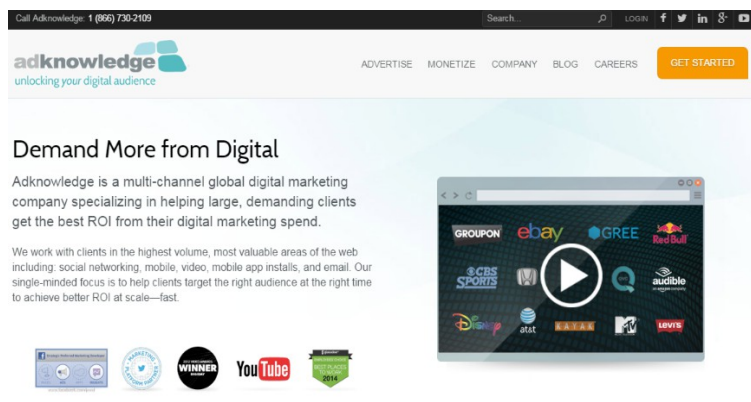 Call Adknowledge: 1 (866) 730-2109
Search...
LOGIN
adknowledge
unlocking your digital audience
ADVERTISE MONETIZE COMPANY BLOG CAREERS
GET STARTED
Demand More from Digital
Adknowledge is a multi-channel global digital marketing
company specializing in helping large, demanding clients
get the best ROI from their digital marketing spend.
We work with clients in the highest volume, most valuable areas of the web
including: social networking, mobile, video, mobile app installs, and email. Our
single-minded focus is to help clients target the right audience at the right time
to achieve better ROI at scale—fast.
GROUPON ebay GREE Red Bull
CBS
SPORTS
audible
Disney at&t KAYAK MTV LEVI'S
MARKETING
PLATFORM PARTNER
WINNER
YouTube
BEST PLACES
TO WORK
2014